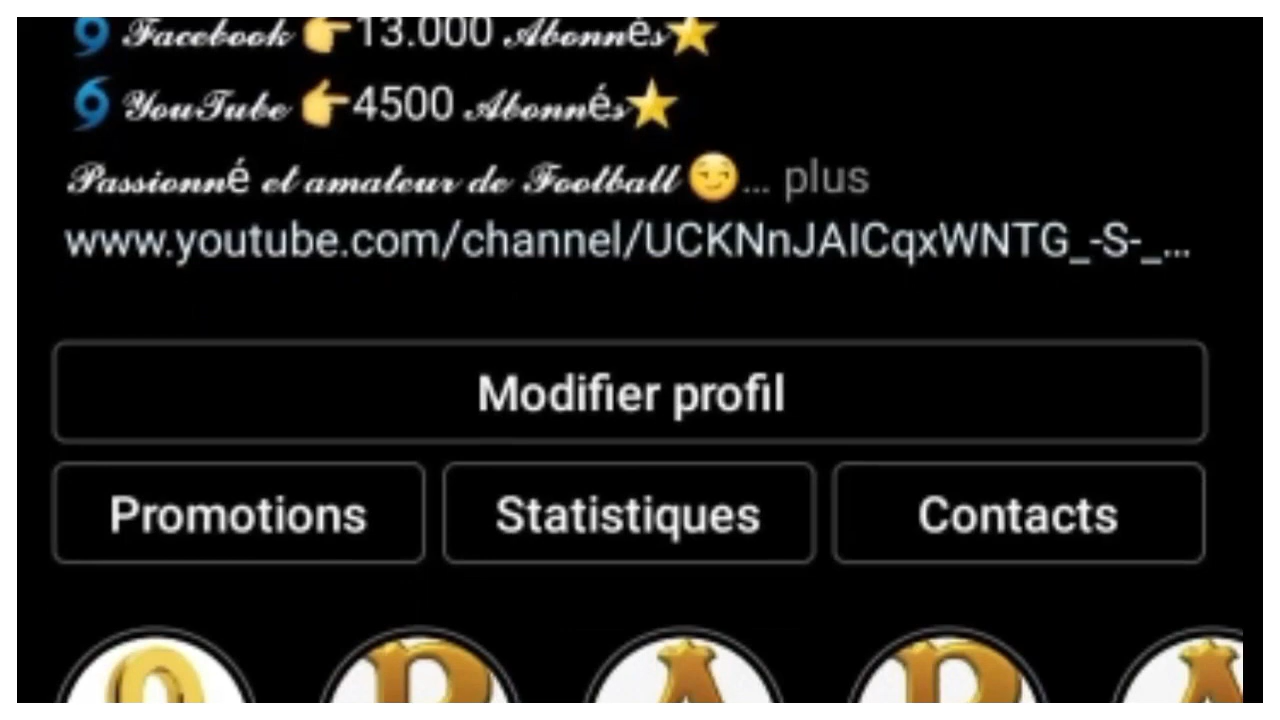 Facebook 👉13.000 Abonnés⭐
YouTube 👉4500 Abonnés⭐
Passionné et amateur de Football 😏... plus
www.youtube.com/channel/UCKNnJAICqxWNTG_-S-_...
Modifier profil
Promotions Statistiques Contacts